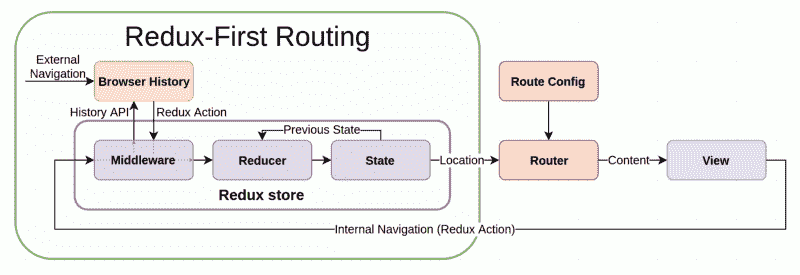 Redux-First Routing
External
Navigation
Browser History
Route Config
History API
Redux Action
Previous State
Middleware
Reducer
State
Location
Router
Content
View
Redux store
Internal Navigation (Redux Action)